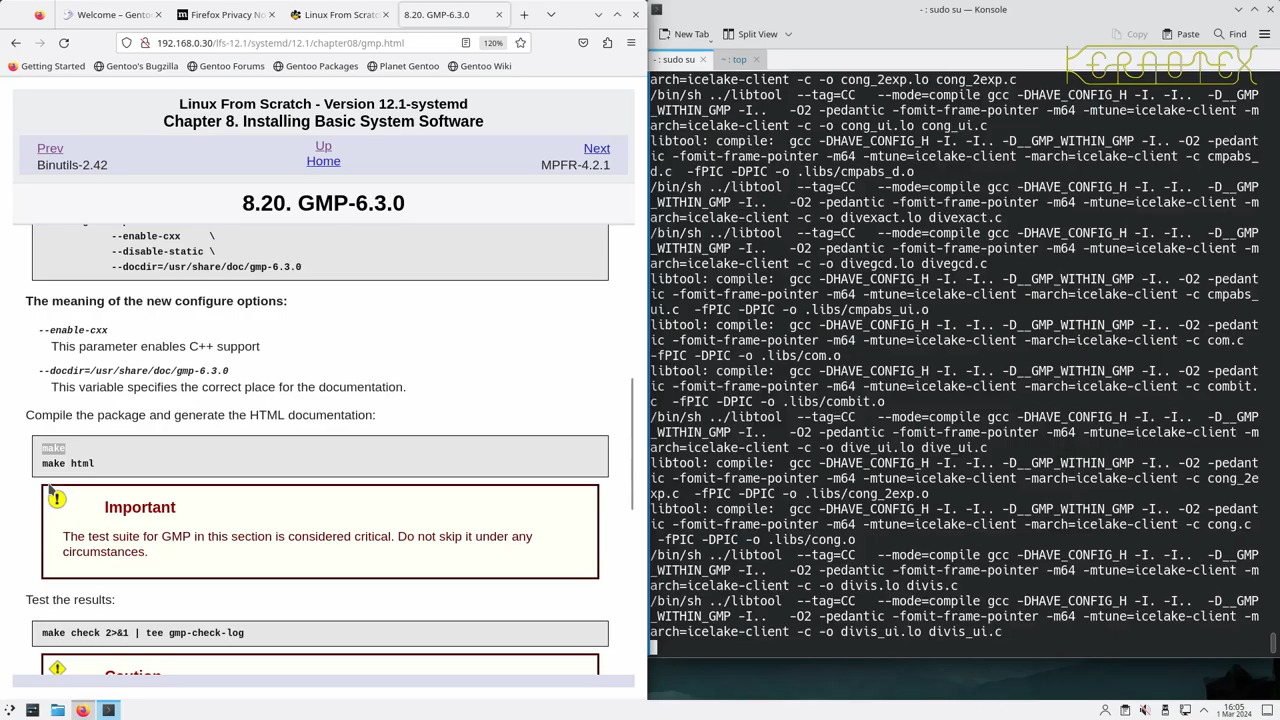 Welcome – Gento
Firefox Privacy No
Linux From Scratc
8.20. GMP-6.3.0
192.168.0.30/lfs-12.1/systemd/12.1/chapter08/gmp.html
120%
Getting Started
Gentoo's Bugzilla
Gentoo Forums
Gentoo Packages
Planet Gentoo
Gentoo Wiki
Linux From Scratch - Version 12.1-systemd
Chapter 8. Installing Basic System Software
Prev
Up
Next
Binutils-2.42
Home
MPFR-4.2.1
8.20. GMP-6.3.0
--enable-cxx \
--disable-static \
--docdir=/usr/share/doc/gmp-6.3.0
The meaning of the new configure options:
--enable-cxx
This parameter enables C++ support
--docdir=/usr/share/doc/gmp-6.3.0
This variable specifies the correct place for the documentation.
Compile the package and generate the HTML documentation:
make
make html
Important
The test suite for GMP in this section is considered critical. Do not skip it under any
circumstances.
Test the results:
make check 2>&1 | tee gmp-check-log
Caution
- : sudo su — Konsole
New Tab
Split View
Copy
Paste
Find
- : sudo su
~ : top
KERNOTEX
arch=icelake-client -c -o cong_2exp.lo cong_2exp.c
/bin/sh ../libtool --tag=CC --mode=compile gcc -DHAVE_CONFIG_H -I. -I.. -D__GMP
_WITHIN_GMP -I.. -O2 -pedantic -fomit-frame-pointer -m64 -mtune=icelake-client -m
arch=icelake-client -c -o cong_ui.lo cong_ui.c
libtool: compile: gcc -DHAVE_CONFIG_H -I. -I.. -D__GMP_WITHIN_GMP -I.. -O2 -pedant
ic -fomit-frame-pointer -m64 -mtune=icelake-client -march=icelake-client -c cmpabs_
d.c -fPIC -DPIC -o .libs/cmpabs_d.o
/bin/sh ../libtool --tag=CC --mode=compile gcc -DHAVE_CONFIG_H -I. -I.. -D__GMP
_WITHIN_GMP -I.. -O2 -pedantic -fomit-frame-pointer -m64 -mtune=icelake-client -m
arch=icelake-client -c -o divexact.lo divexact.c
/bin/sh ../libtool --tag=CC --mode=compile gcc -DHAVE_CONFIG_H -I. -I.. -D__GMP
_WITHIN_GMP -I.. -O2 -pedantic -fomit-frame-pointer -m64 -mtune=icelake-client -m
arch=icelake-client -c -o divegcd.lo divegcd.c
libtool: compile: gcc -DHAVE_CONFIG_H -I. -I.. -D__GMP_WITHIN_GMP -I.. -O2 -pedant
ic -fomit-frame-pointer -m64 -mtune=icelake-client -march=icelake-client -c cmpabs_
ui.c -fPIC -DPIC -o .libs/cmpabs_ui.o
libtool: compile: gcc -DHAVE_CONFIG_H -I. -I.. -D__GMP_WITHIN_GMP -I.. -O2 -pedant
ic -fomit-frame-pointer -m64 -mtune=icelake-client -march=icelake-client -c com.c
-fPIC -DPIC -o .libs/com.o
libtool: compile: gcc -DHAVE_CONFIG_H -I. -I.. -D__GMP_WITHIN_GMP -I.. -O2 -pedant
ic -fomit-frame-pointer -m64 -mtune=icelake-client -march=icelake-client -c combit.
c -fPIC -DPIC -o .libs/combit.o
/bin/sh ../libtool --tag=CC --mode=compile gcc -DHAVE_CONFIG_H -I. -I.. -D__GMP
_WITHIN_GMP -I.. -O2 -pedantic -fomit-frame-pointer -m64 -mtune=icelake-client -m
arch=icelake-client -c -o dive_ui.lo dive_ui.c
libtool: compile: gcc -DHAVE_CONFIG_H -I. -I.. -D__GMP_WITHIN_GMP -I.. -O2 -pedant
ic -fomit-frame-pointer -m64 -mtune=icelake-client -march=icelake-client -c cong_2e
xp.c -fPIC -DPIC -o .libs/cong_2exp.o
libtool: compile: gcc -DHAVE_CONFIG_H -I. -I.. -D__GMP_WITHIN_GMP -I.. -O2 -pedant
ic -fomit-frame-pointer -m64 -mtune=icelake-client -march=icelake-client -c cong.c
-fPIC -DPIC -o .libs/cong.o
/bin/sh ../libtool --tag=CC --mode=compile gcc -DHAVE_CONFIG_H -I. -I.. -D__GMP
_WITHIN_GMP -I.. -O2 -pedantic -fomit-frame-pointer -m64 -mtune=icelake-client -m
arch=icelake-client -c -o divis.lo divis.c
/bin/sh ../libtool --tag=CC --mode=compile gcc -DHAVE_CONFIG_H -I. -I.. -D__GMP
_WITHIN_GMP -I.. -O2 -pedantic -fomit-frame-pointer -m64 -mtune=icelake-client -m
arch=icelake-client -c -o divis_ui.lo divis_ui.c
16:05
1 Mar 2024